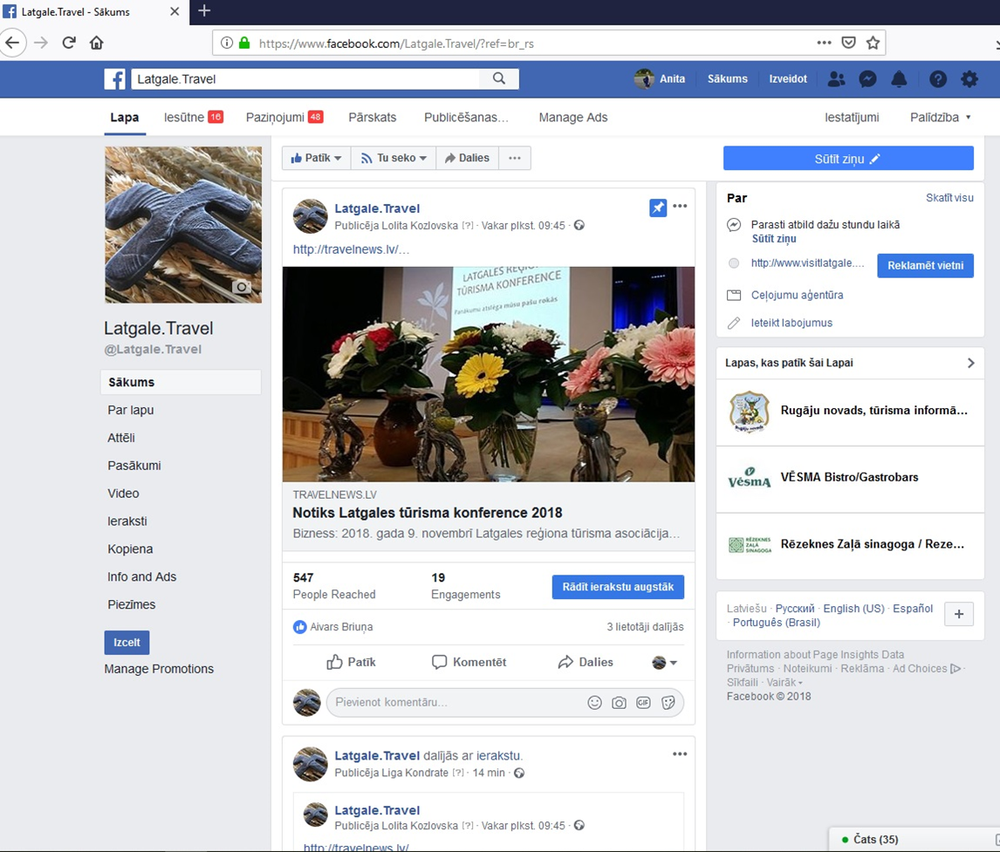 Latgale.Travel - Sākums
https://www.facebook.com/Latgale.Travel/?ref=br_rs
Latgale.Travel
Anita Sākums Izveidot
Lapa Iesūtne 16 Paziņojumi 48 Pārskats Publicēšanas… Manage Ads Iestatījumi Palīdzība
Patīk Tu seko Dalies
Sūtīt ziņu
Latgale.Travel
@Latgale.Travel
Sākums
Par lapu
Attēli
Pasākumi
Video
Ieraksti
Kopiena
Info and Ads
Piezīmes
Izcelt
Manage Promotions
Latgale.Travel
Publicēja Lolita Kozlovska [?] · Vakar plkst. 09:45 ·
http://travelnews.lv/…
LATGALES REĢIO
TŪRISMA KONFERENCE
Panākumu atslēga mūsu pašu rokās
TRAVELNEWS.LV
Notiks Latgales tūrisma konference 2018
Bizness: 2018. gada 9. novembrī Latgales reģiona tūrisma asociācija…
547
People Reached
19
Engagements
Rādīt ierakstu augstāk
Aivars Briuņa
3 lietotāji dalījās
Patīk Komentēt Dalies
Pievienot komentāru...
GIF
Latgale.Travel dalījās ar ierakstu.
Publicēja Liga Kondrate [?] · 14 min ·
Latgale.Travel
Publicēja Lolita Kozlovska [?] · Vakar plkst. 09:45 ·
http://travelnews.lv/
Par Skatīt visu
Parasti atbild dažu stundu laikā
Sūtīt ziņu
http://www.visitlatgale.… Reklamēt vietni
Ceļojumu aģentūra
Ieteikt labojumus
Lapas, kas patīk šai Lapai
Rugāju novads
Rugāju novads, tūrisma informā…
VēsmA
VĒSMA Bistro/Gastrobars
RĒZEKNES
ZAĻĀ
SINAGOGA
Rēzeknes Zaļā sinagoga / Reze…
Latviešu · Русский · English (US) · Español
· Português (Brasil)
Information about Page Insights Data
Privātums · Noteikumi · Reklāma · Ad Choices ·
Sīkfaili · Vairāk
Facebook © 2018
Čats (35)